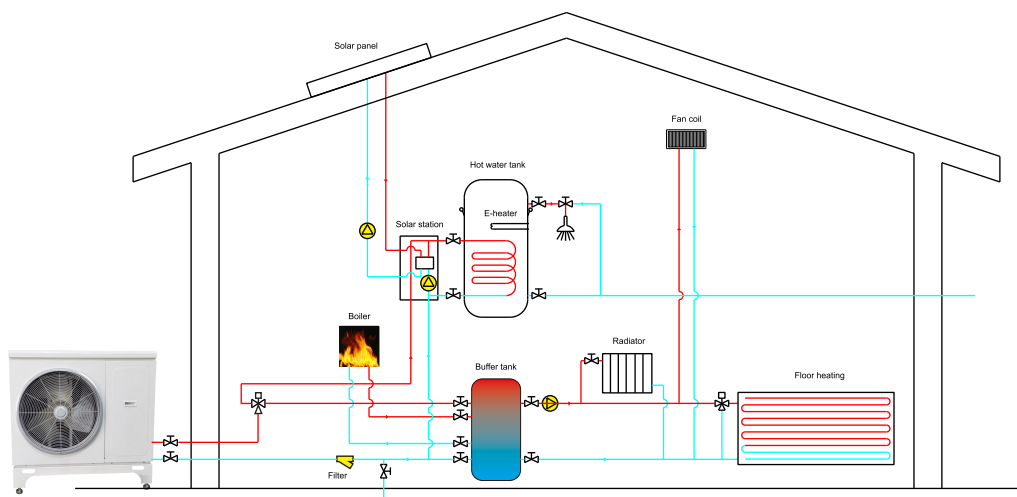 Solar panel
Fan coil
Hot water tank
E-heater
Solar station
Boiler
Radiator
Buffer tank
Floor heating
Filter